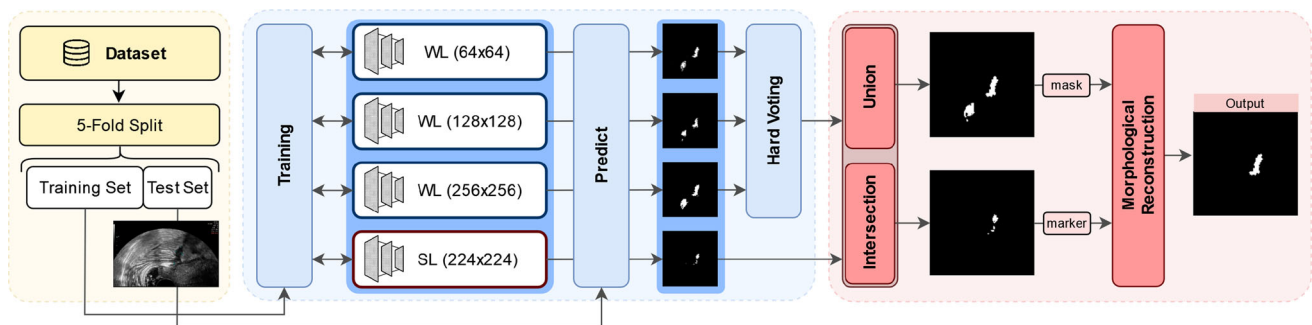 Dataset
5-Fold Split
Training Set
Test Set
Training
WL (64x64)
WL (128x128)
WL (256x256)
SL (224x224)
Predict
Hard Voting
Union
Intersection
mask
marker
Morphological
Reconstruction
Output